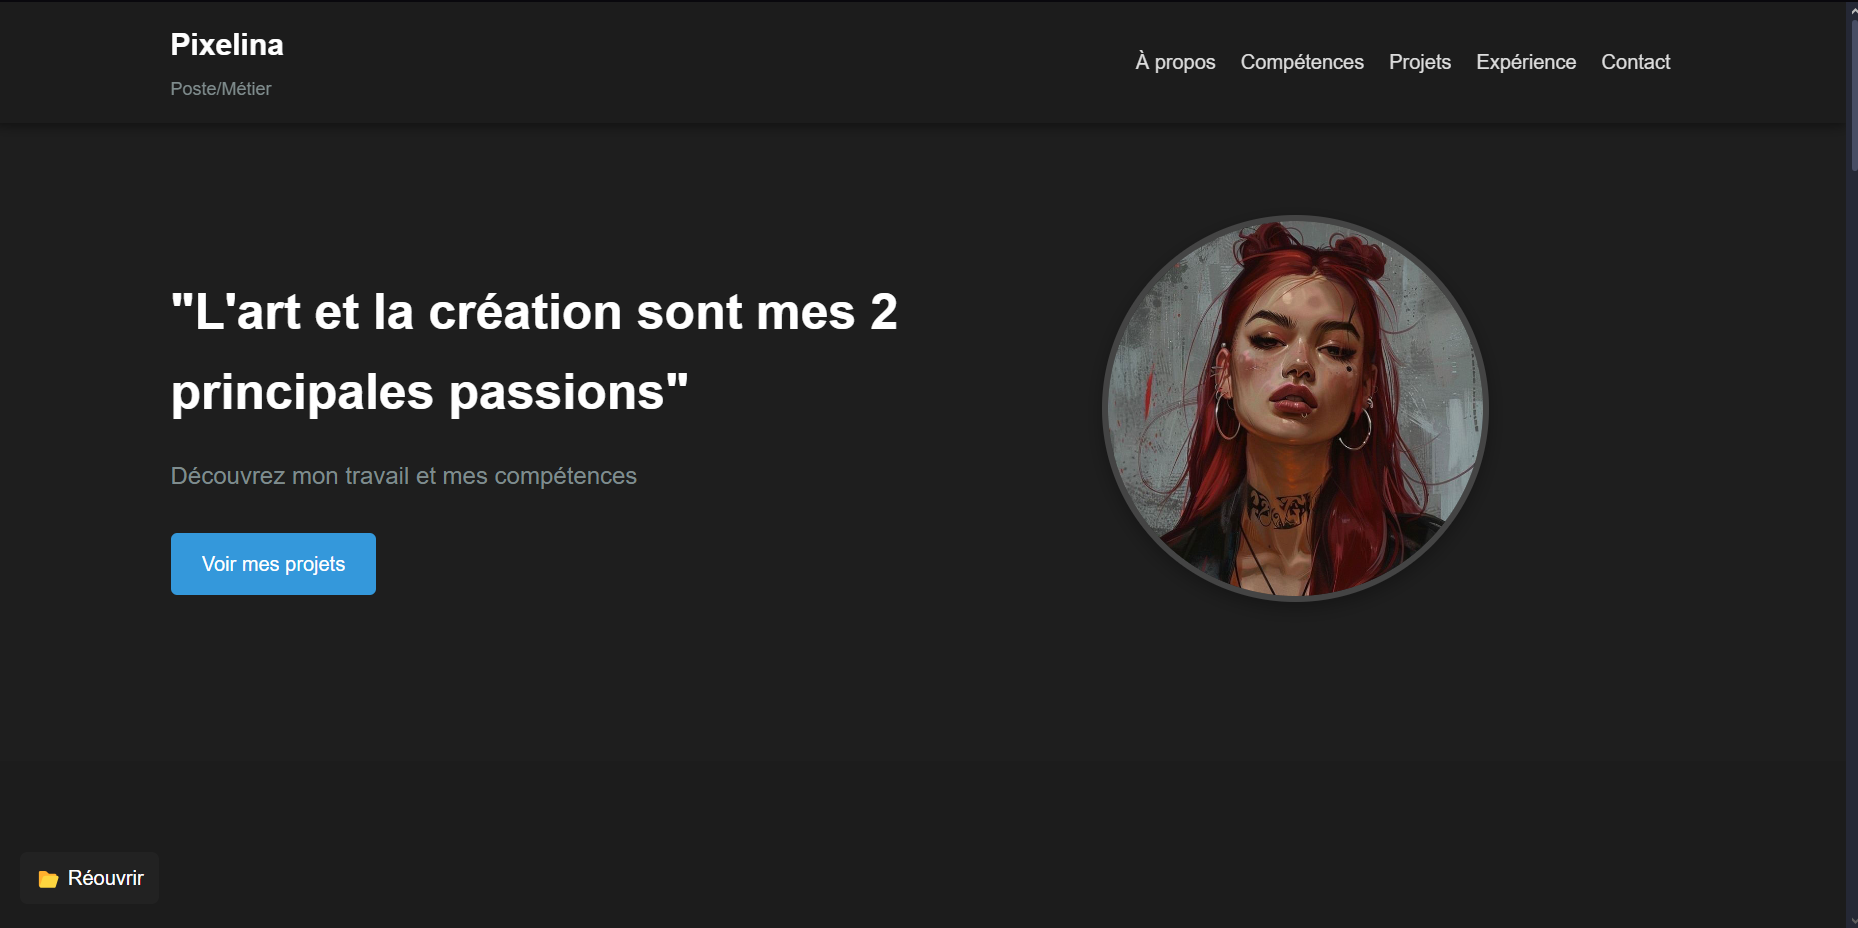 Pixelina
Poste/Métier
À propos Compétences Projets Expérience Contact
"L'art et la création sont mes 2
principales passions"
Découvrez mon travail et mes compétences
Voir mes projets
Réouvrir